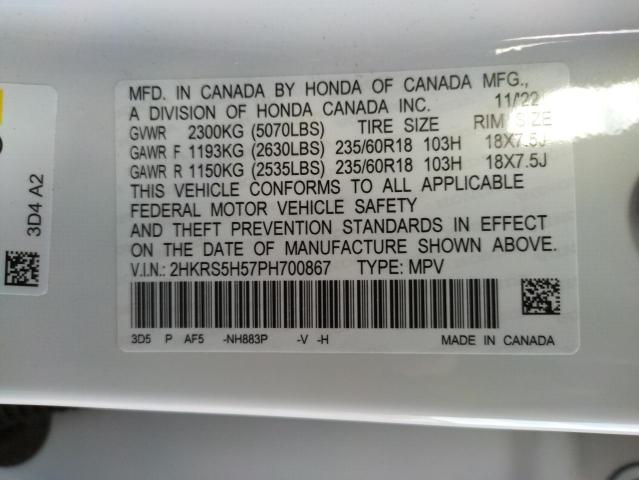 MFD. IN CANADA BY HONDA OF CANADA MFG.,
A DIVISION OF HONDA CANADA INC. 11/22
GVWR 2300KG (5070LBS) TIRE SIZE RIM SIZE
GAWR F 1193KG (2630LBS) 235/60R18 103H 18X7.5J
GAWR R 1150KG (2535LBS) 235/60R18 103H 18X7.5J
THIS VEHICLE CONFORMS TO ALL APPLICABLE
FEDERAL MOTOR VEHICLE SAFETY
AND THEFT PREVENTION STANDARDS IN EFFECT
ON THE DATE OF MANUFACTURE SHOWN ABOVE.
V.I.N.: 2HKRS5H57PH700867 TYPE: MPV
3D5 P AF5 -NH883P -V -H MADE IN CANADA
3D4 A2